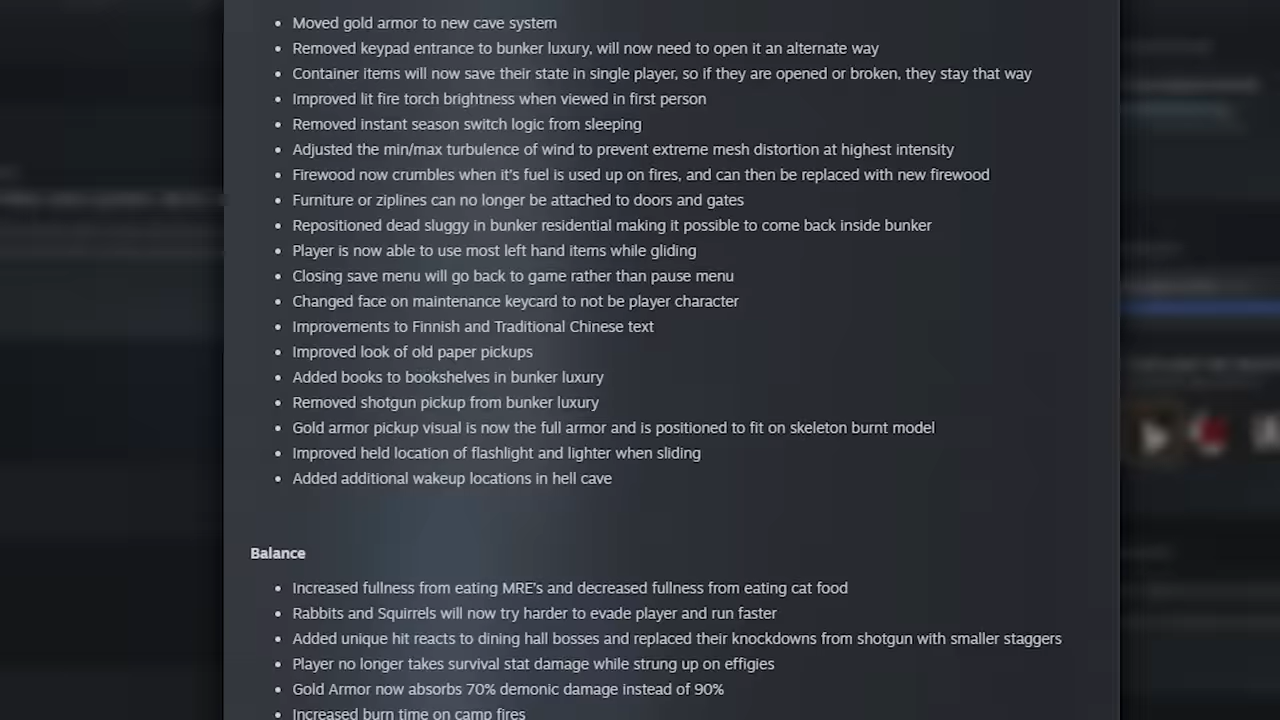 • Moved gold armor to new cave system
• Removed keypad entrance to bunker luxury, will now need to open it an alternate way
• Container items will now save their state in single player, so if they are opened or broken, they stay that way
• Improved lit fire torch brightness when viewed in first person
• Removed instant season switch logic from sleeping
• Adjusted the min/max turbulence of wind to prevent extreme mesh distortion at highest intensity
• Firewood now crumbles when it's fuel is used up on fires, and can then be replaced with new firewood
• Furniture or ziplines can no longer be attached to doors and gates
• Repositioned dead sluggy in bunker residential making it possible to come back inside bunker
• Player is now able to use most left hand items while gliding
• Closing save menu will go back to game rather than pause menu
• Changed face on maintenance keycard to not be player character
• Improvements to Finnish and Traditional Chinese text
• Improved look of old paper pickups
• Added books to bookshelves in bunker luxury
• Removed shotgun pickup from bunker luxury
• Gold armor pickup visual is now the full armor and is positioned to fit on skeleton burnt model
• Improved held location of flashlight and lighter when sliding
• Added additional wakeup locations in hell cave
Balance
• Increased fullness from eating MRE's and decreased fullness from eating cat food
• Rabbits and Squirrels will now try harder to evade player and run faster
• Added unique hit reacts to dining hall bosses and replaced their knockdowns from shotgun with smaller staggers
• Player no longer takes survival stat damage while strung up on effigies
• Gold Armor now absorbs 70% demonic damage instead of 90%
• Increased burn time on camp fires